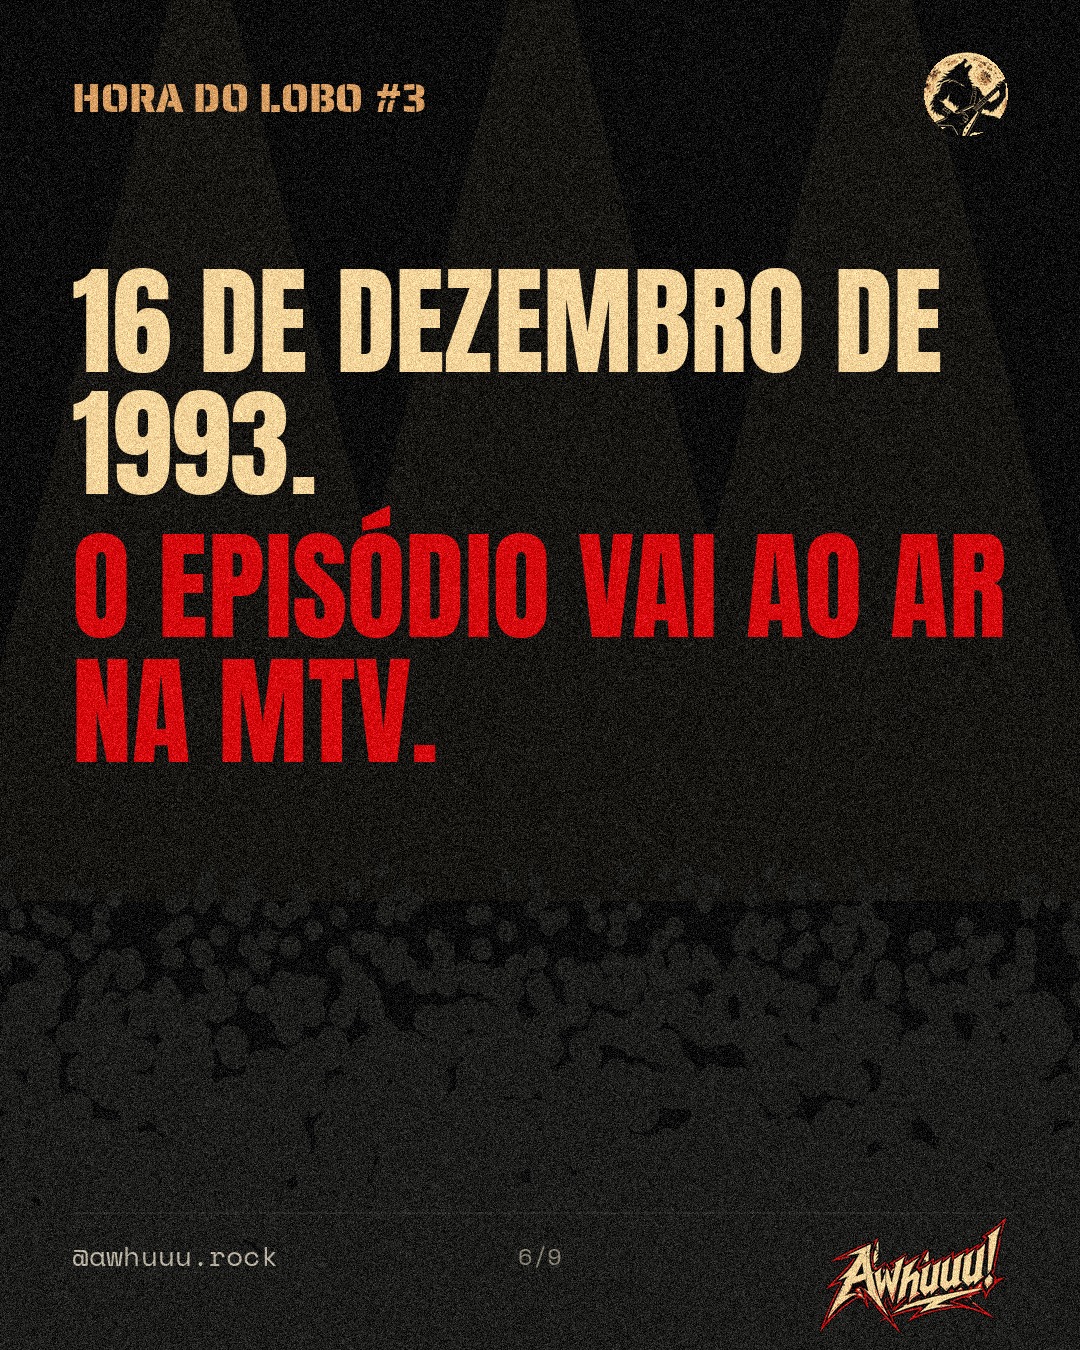 HORA DO LOBO #3
16 DE DEZEMBRO DE
1993.
O EPISÓDIO VAI AO AR
NA MTV.
@awhuuu.rock
6/9
Awhuuu!